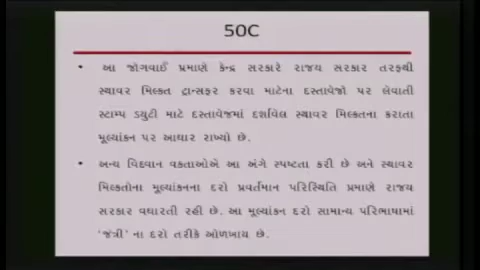 50C
• આ જોગવાઈ પ્રમાણે કેન્દ્ર સરકારે રાજ્ય સરકાર તરફથી
સ્થાવર મિલ્કત ટ્રાન્સફર કરવા માટેના દસ્તાવેજો પર લેવાતી
સ્ટામ્પ ડ્યુટી માટે દસ્તાવેજમાં દર્શાવેલ સ્થાવર મિલ્કતના કરાતા
મૂલ્યાંકન પર આધાર રાખ્યો છે.
• અન્ય વિદવાન વક્તાઓએ આ અંગે સ્પષ્ટતા કરી છે અને સ્થાવર
મિલ્કતોના મૂલ્યાંકનના દરો પ્રવર્તમાન પરિસ્થિતિ પ્રમાણે રાજ્ય
સરકાર વધારતી રહી છે. આ મૂલ્યાંકન દરો સામાન્ય પરિભાષામાં
'જંત્રી' ના દરો તરીકે ઓળખાય છે.